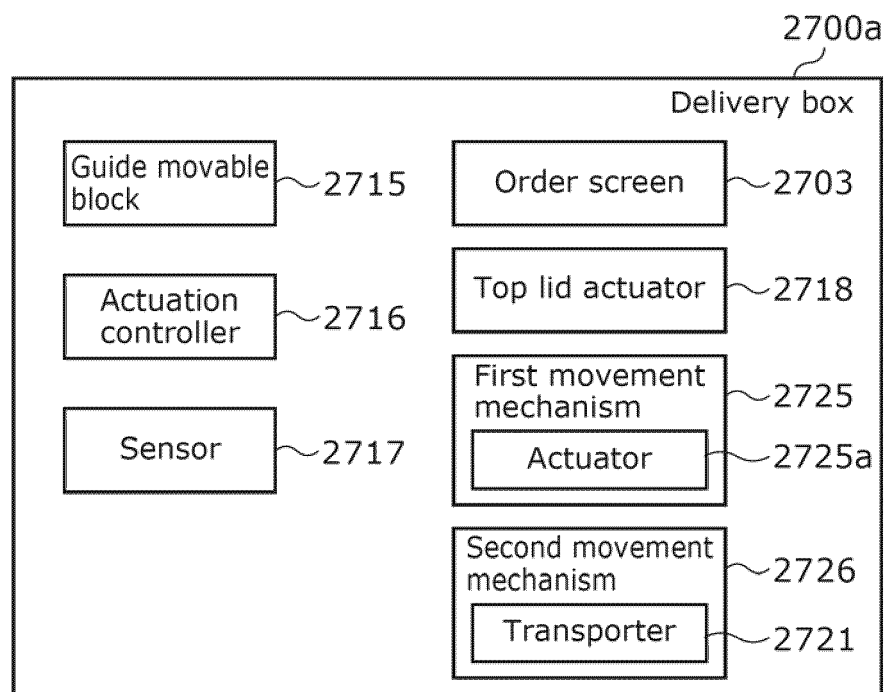 2700a
Delivery box
Guide movable
block
2715
Actuation
controller
2716
Sensor
2717
Order screen
2703
Top lid actuator
2718
First movement
mechanism
2725
Actuator
2725a
Second movement
mechanism
2726
Transporter
2721